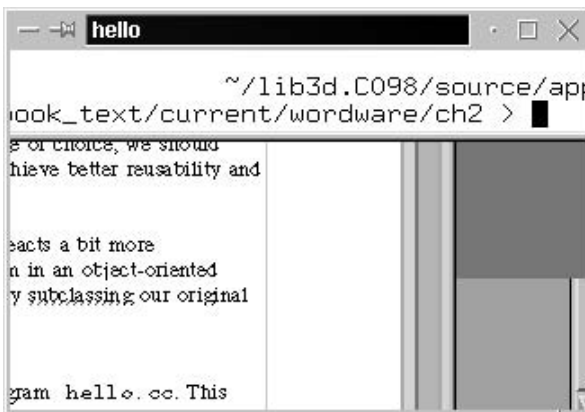 hello
~/lib3d.C098/source/app
ook_text/current/wordware/ch2 >
e of choice, we should
hieve better reusability and
eacts a bit more
n in an object-oriented
y subclassing our original
gram hello.cc. This